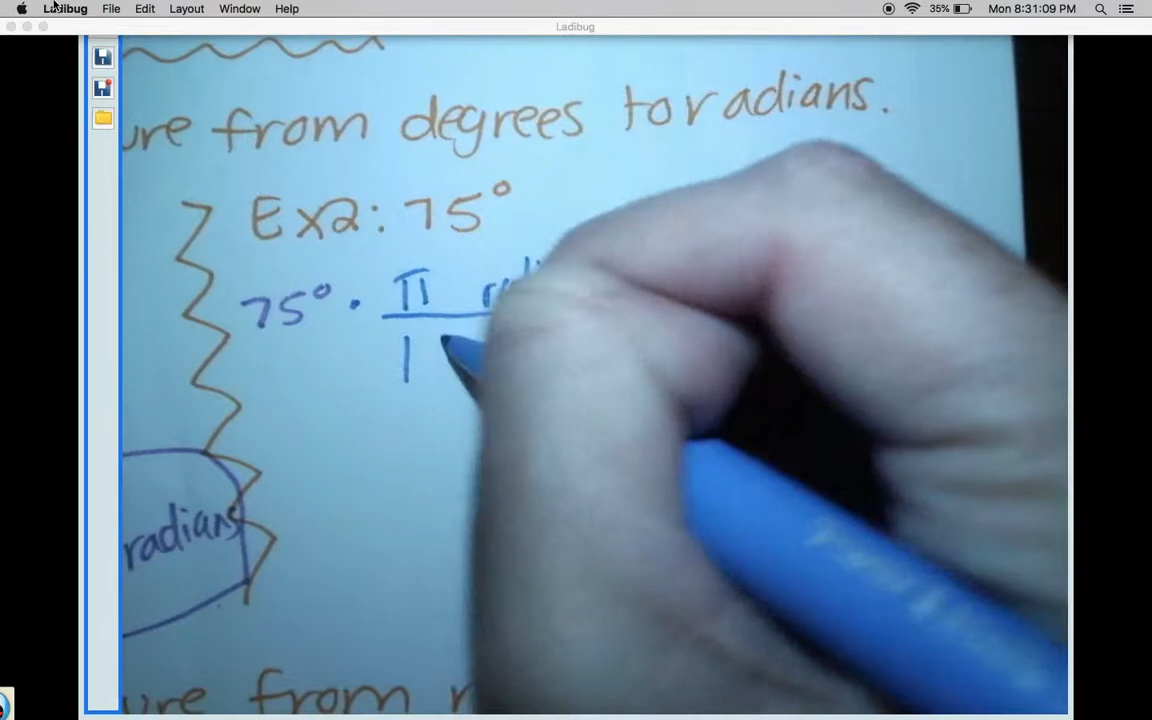 Ladibug File Edit Layout Window Help 35% Mon 8:31:09 PM
Ladibug
ure from degrees to radians.
Ex2: 75°
75° · π
1
radians
ure from